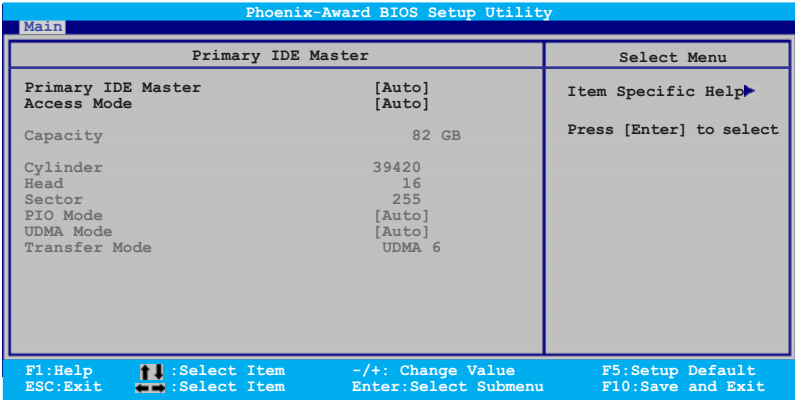 Phoenix-Award BIOS Setup Utility
Main
Primary IDE Master
Select Menu
Primary IDE Master [Auto]
Access Mode [Auto]
Capacity 82 GB
Cylinder 39420
Head 16
Sector 255
PIO Mode [Auto]
UDMA Mode [Auto]
Transfer Mode UDMA 6
Item Specific Help
Press [Enter] to select
F1:Help :Select Item -/+: Change Value F5:Setup Default
ESC:Exit :Select Item Enter:Select Submenu F10:Save and Exit